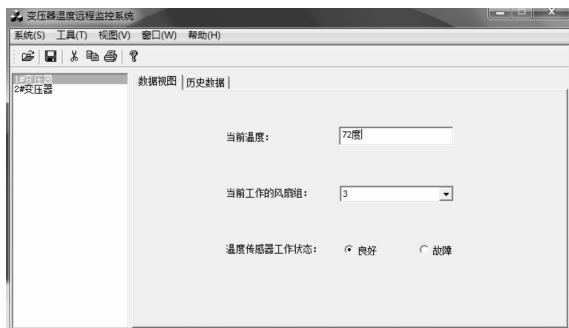 变压器温度远程监控系统
系统(S) 工具(T) 视图(V) 窗口(W) 帮助(H)
1#变压器
2#变压器
数据视图 历史数据
当前温度: 72度
当前工作的风扇组: 3
温度传感器工作状态: 良好 故障